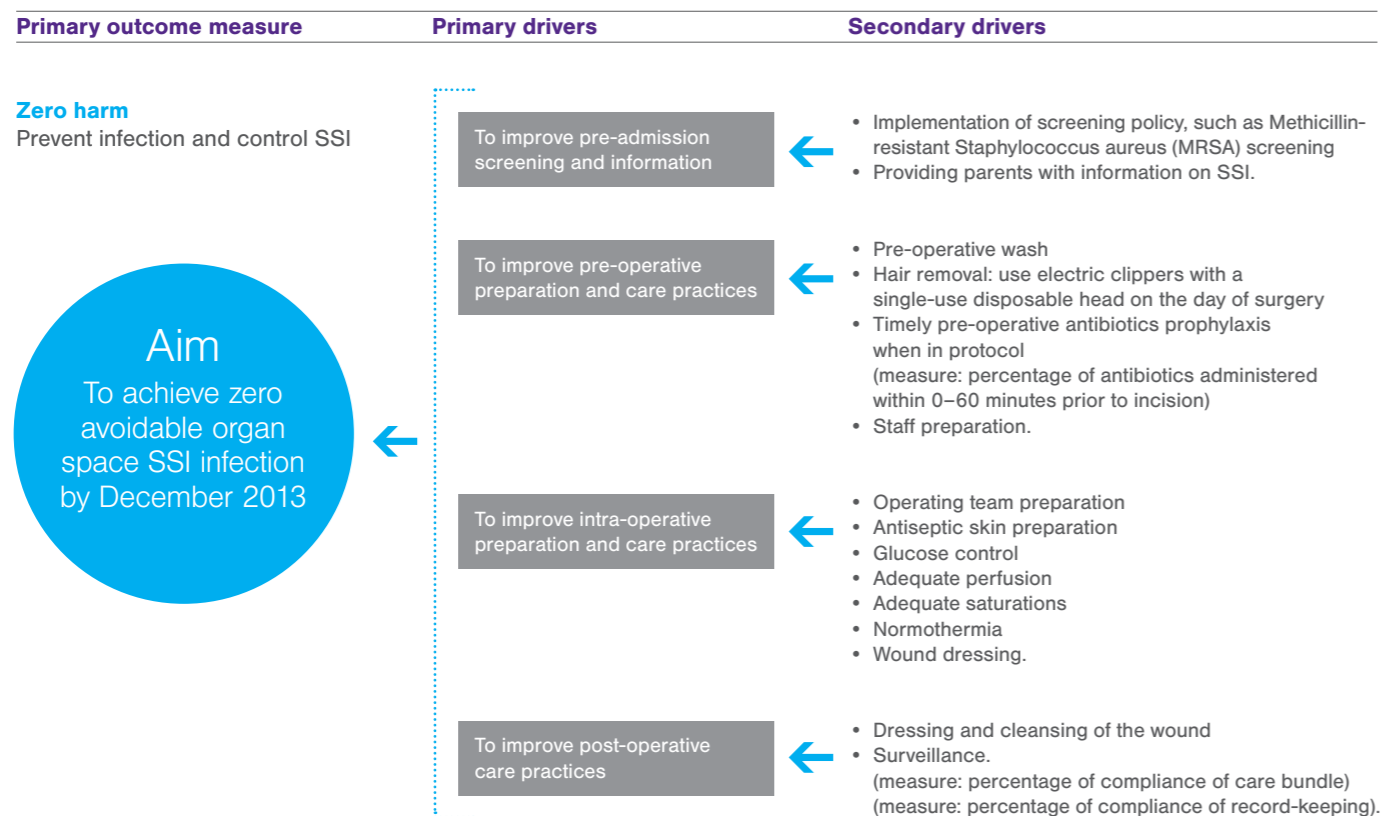 Primary outcome measure
Primary drivers
Secondary drivers
Zero harm
Prevent infection and control SSI
Aim
To achieve zero
avoidable organ
space SSI infection
by December 2013
To improve pre-admission
screening and information
• Implementation of screening policy, such as Methicillin-
resistant Staphylococcus aureus (MRSA) screening
• Providing parents with information on SSI.
To improve pre-operative
preparation and care practices
• Pre-operative wash
• Hair removal: use electric clippers with a
single-use disposable head on the day of surgery
• Timely pre-operative antibiotics prophylaxis
when in protocol
(measure: percentage of antibiotics administered
within 0–60 minutes prior to incision)
• Staff preparation.
To improve intra-operative
preparation and care practices
• Operating team preparation
• Antiseptic skin preparation
• Glucose control
• Adequate perfusion
• Adequate saturations
• Normothermia
• Wound dressing.
To improve post-operative
care practices
• Dressing and cleansing of the wound
• Surveillance.
(measure: percentage of compliance of care bundle)
(measure: percentage of compliance of record-keeping).